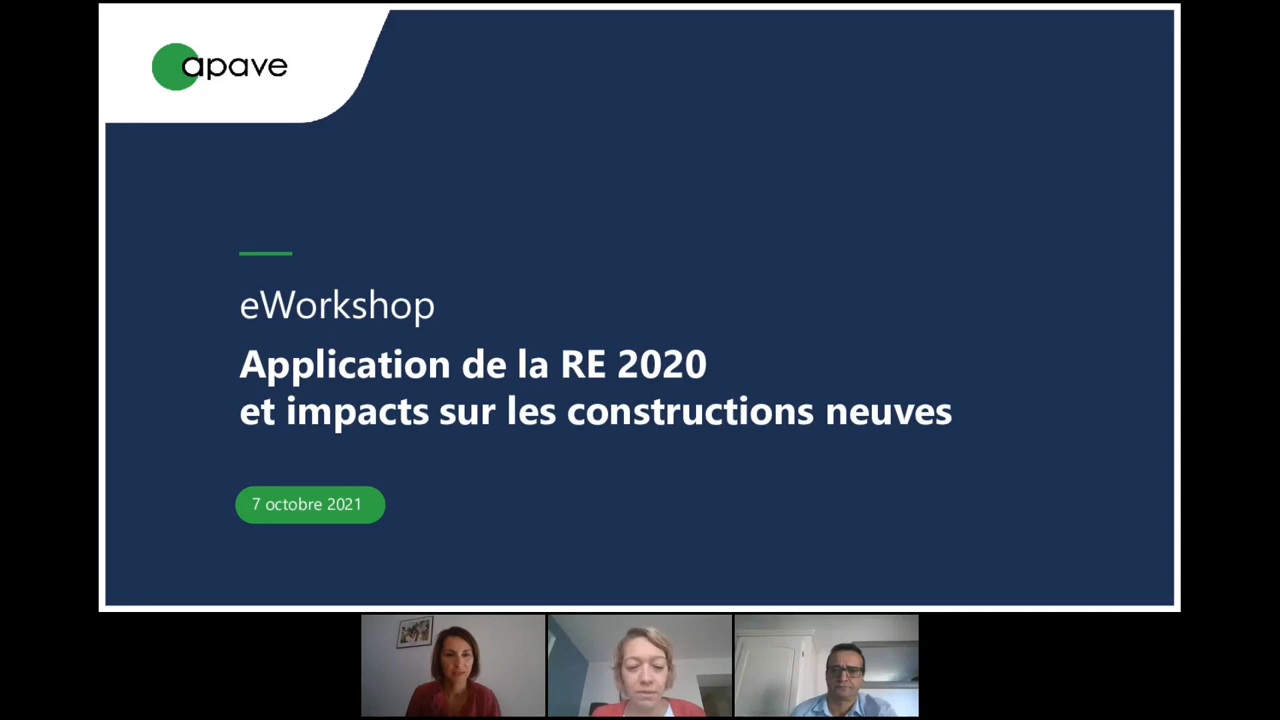 apave
eWorkshop
Application de la RE 2020
et impacts sur les constructions neuves
7 octobre 2021